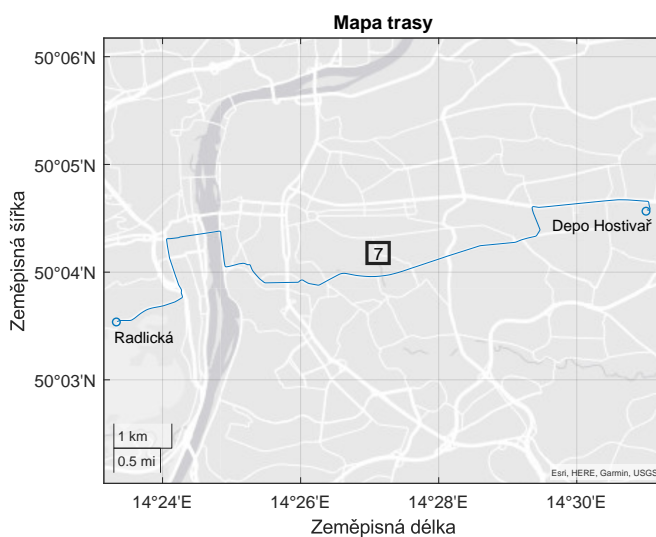 Mapa trasy
Zeměpisná šířka
50°06'N
50°05'N
50°04'N
50°03'N
Depo Hostivař
7
Radlická
1 km
0.5 mi
Esri, HERE, Garmin, USGS
14°24'E
14°26'E
14°28'E
14°30'E
Zeměpisná délka